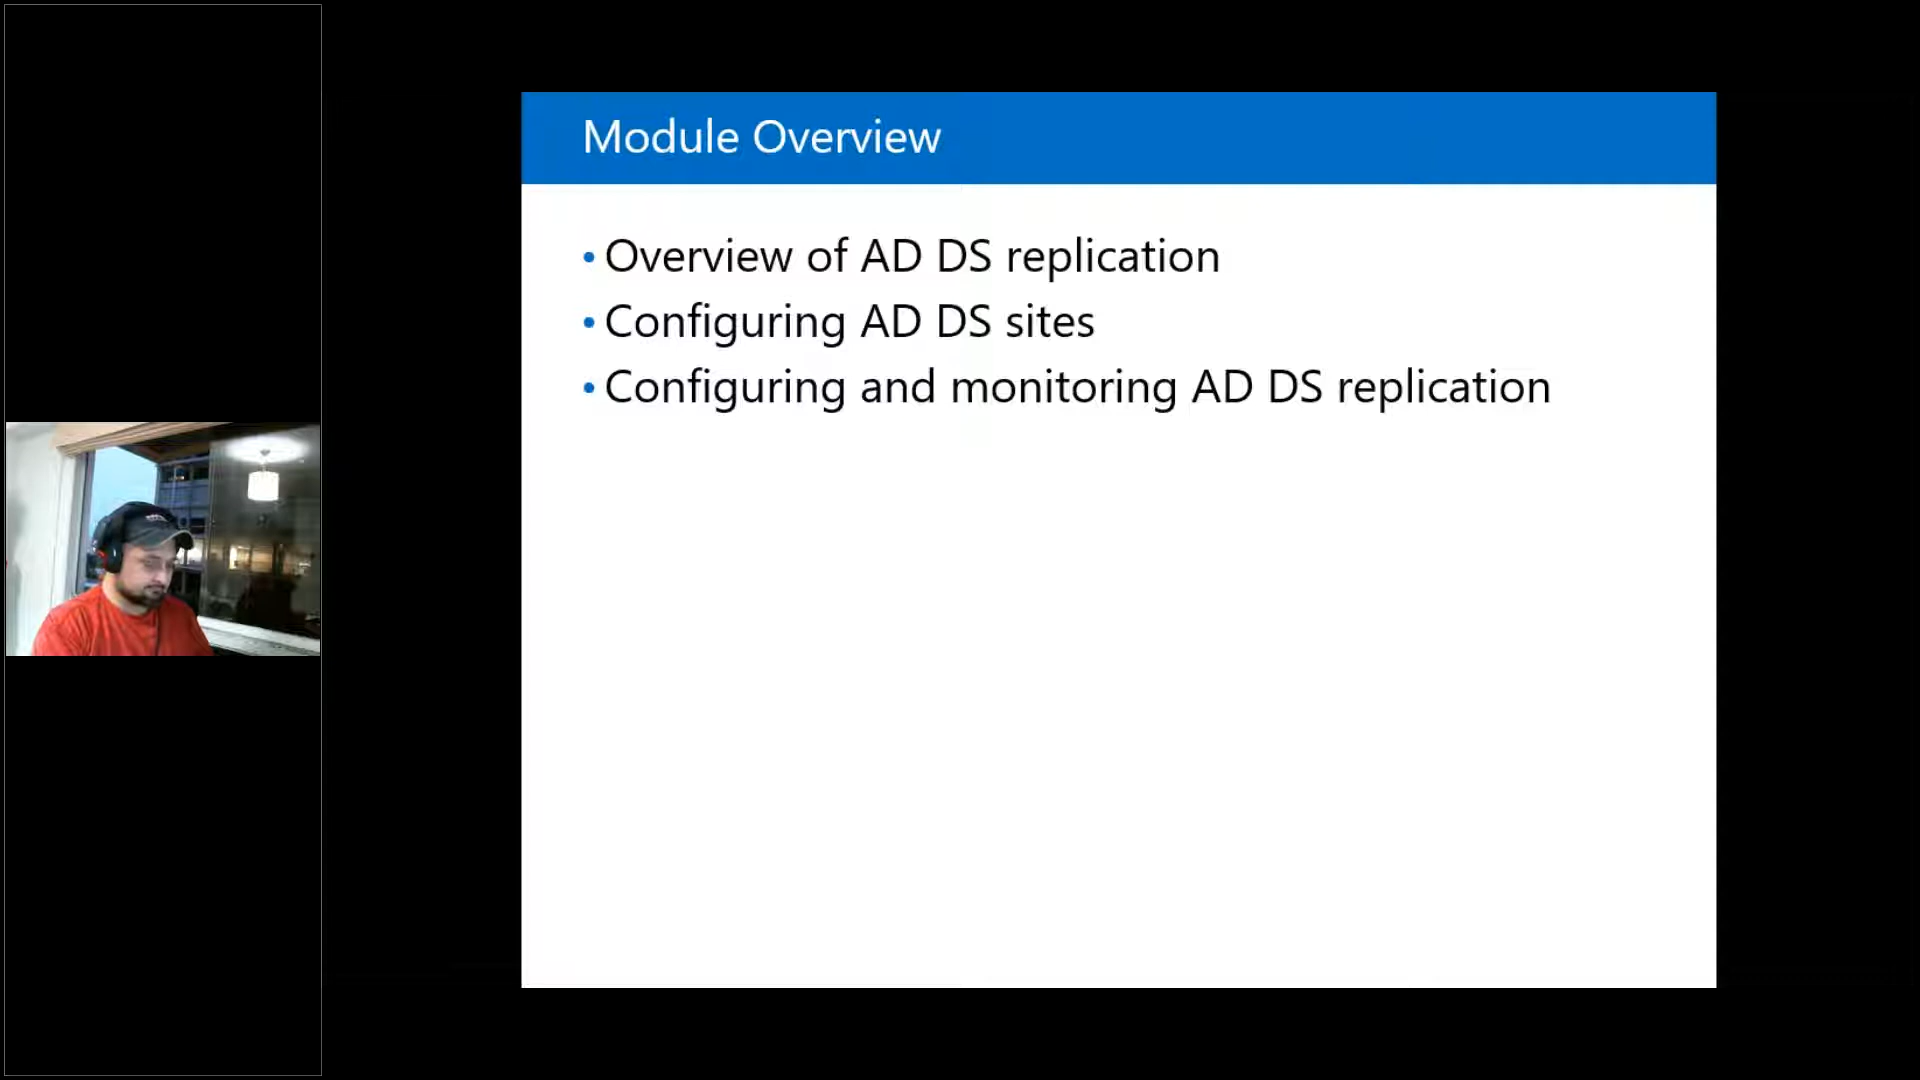 Module Overview
• Overview of AD DS replication
• Configuring AD DS sites
• Configuring and monitoring AD DS replication